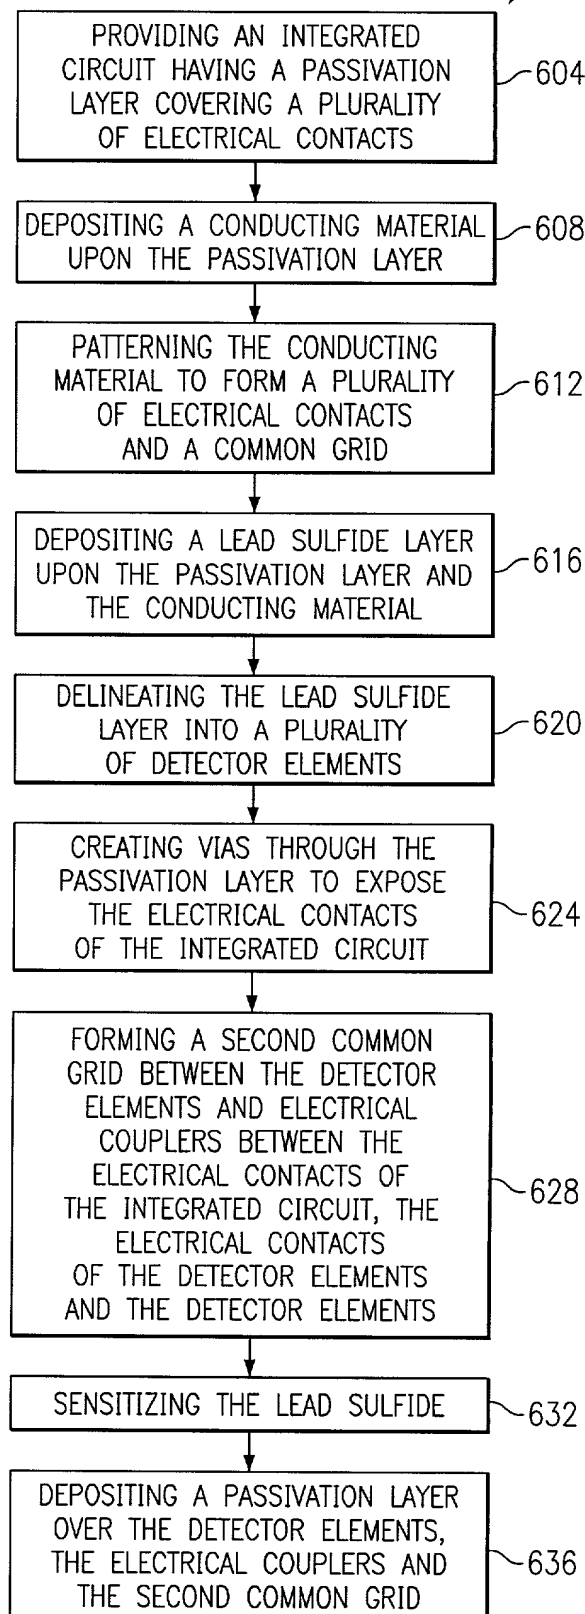 PROVIDING AN INTEGRATED
CIRCUIT HAVING A PASSIVATION
LAYER COVERING A PLURALITY
OF ELECTRICAL CONTACTS
604
DEPOSITING A CONDUCTING MATERIAL
UPON THE PASSIVATION LAYER
608
PATTERNING THE CONDUCTING
MATERIAL TO FORM A PLURALITY
OF ELECTRICAL CONTACTS
AND A COMMON GRID
612
DEPOSITING A LEAD SULFIDE LAYER
UPON THE PASSIVATION LAYER AND
THE CONDUCTING MATERIAL
616
DELINEATING THE LEAD SULFIDE
LAYER INTO A PLURALITY
OF DETECTOR ELEMENTS
620
CREATING VIAS THROUGH THE
PASSIVATION LAYER TO EXPOSE
THE ELECTRICAL CONTACTS
OF THE INTEGRATED CIRCUIT
624
FORMING A SECOND COMMON
GRID BETWEEN THE DETECTOR
ELEMENTS AND ELECTRICAL
COUPLERS BETWEEN THE
ELECTRICAL CONTACTS OF
THE INTEGRATED CIRCUIT, THE
ELECTRICAL CONTACTS
OF THE DETECTOR ELEMENTS
AND THE DETECTOR ELEMENTS
628
SENSITIZING THE LEAD SULFIDE
632
DEPOSITING A PASSIVATION LAYER
OVER THE DETECTOR ELEMENTS,
THE ELECTRICAL COUPLERS AND
THE SECOND COMMON GRID
636